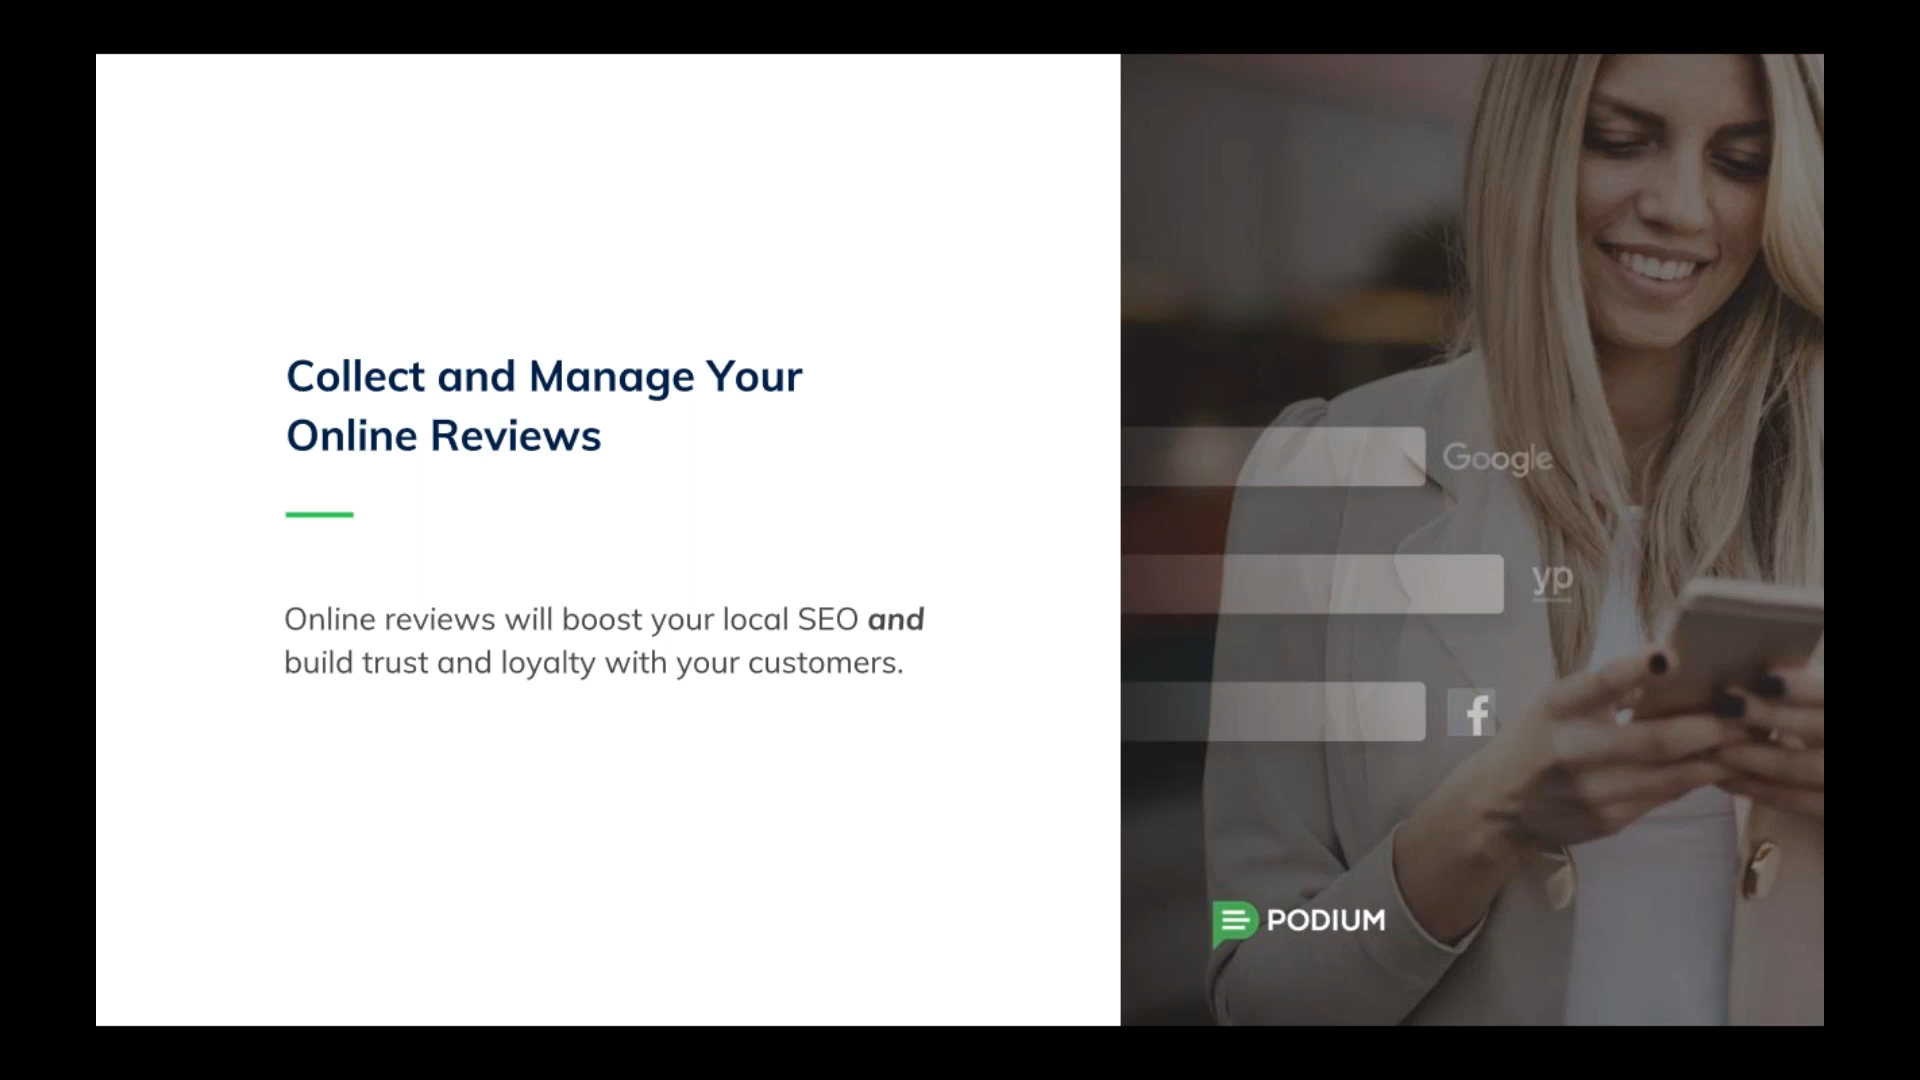 Collect and Manage Your
Online Reviews
Online reviews will boost your local SEO and
build trust and loyalty with your customers.
Google
yp
f
PODIUM